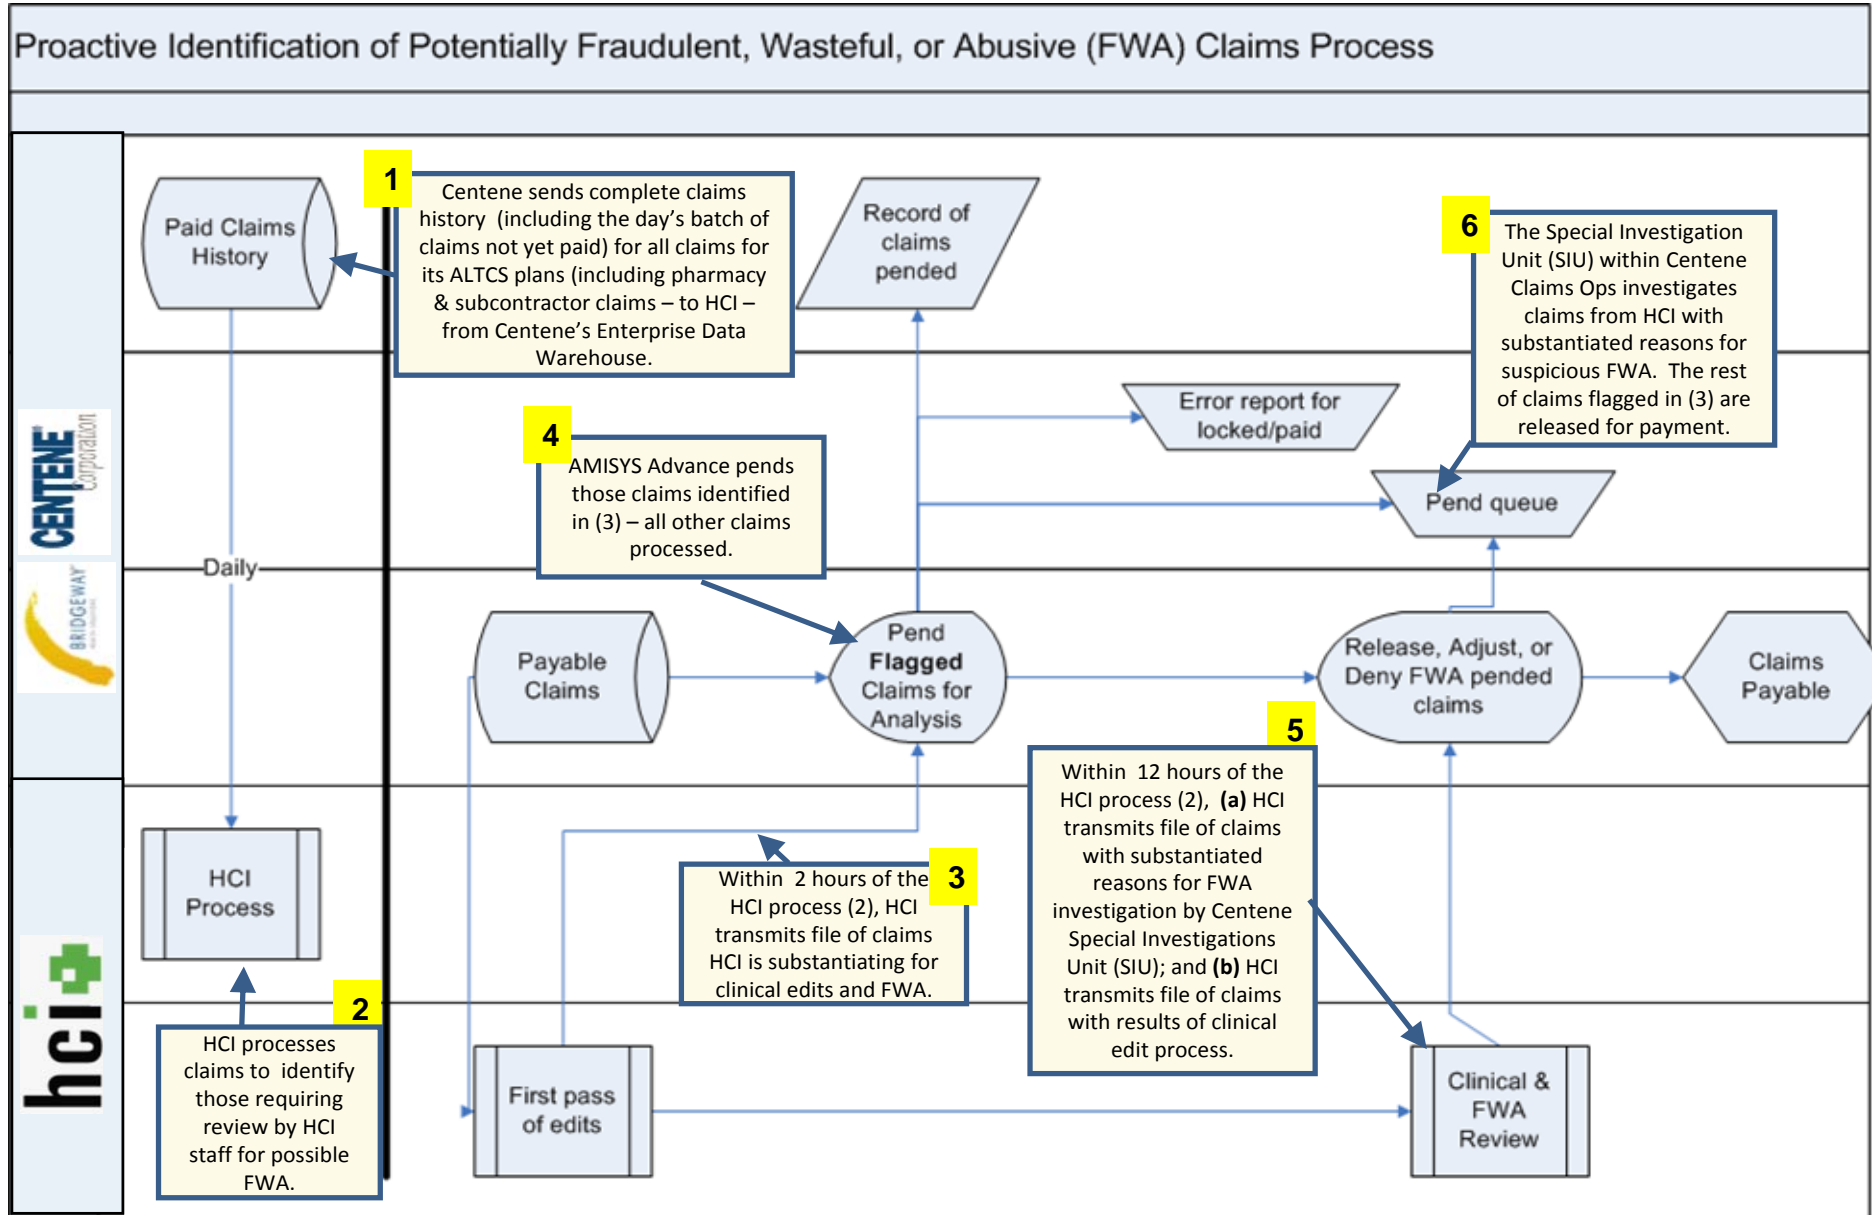 Proactive Identification of Potentially Fraudulent, Wasteful, or Abusive (FWA) Claims Process
CENTENE®
Corporation
BRIDGEWAY
hci
Paid Claims
History
Daily
HCI
Process
1
Centene sends complete claims
history  (including the day’s batch of
claims not yet paid) for all claims for
its ALTCS plans (including pharmacy
& subcontractor claims – to HCI –
from Centene’s Enterprise Data
Warehouse.
2
HCI processes
claims to  identify
those requiring
review by HCI
staff for possible
FWA.
Record of
claims
pended
Error report for
locked/paid
Pend queue
6
The Special Investigation
Unit (SIU) within Centene
Claims Ops investigates
claims from HCI with
substantiated reasons for
suspicious FWA.  The rest
of claims flagged in (3) are
released for payment.
4
AMISYS Advance pends
those claims identified
in (3) – all other claims
processed.
Payable
Claims
Pend
Flagged
Claims for
Analysis
Release, Adjust, or
Deny FWA pended
claims
Claims
Payable
3
Within  2 hours of the
HCI process (2), HCI
transmits file of claims
HCI is substantiating for
clinical edits and FWA.
5
Within  12 hours of the
HCI process (2),  (a) HCI
transmits file of claims
with substantiated
reasons for FWA
investigation by Centene
Special Investigations
Unit (SIU); and (b) HCI
transmits file of claims
with results of clinical
edit process.
First pass
of edits
Clinical &
FWA
Review